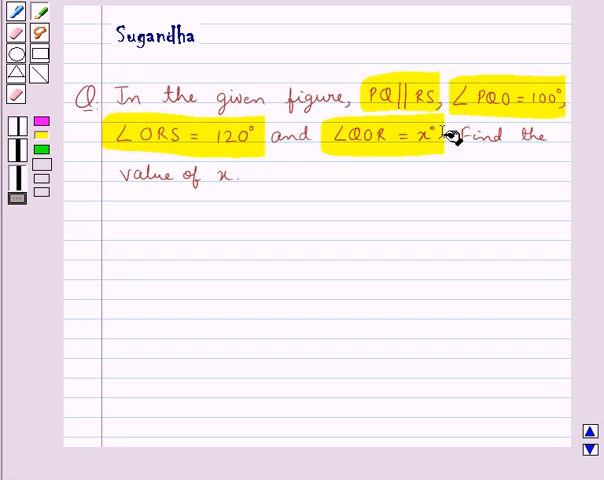 Sugandha
Q. In the given figure, PQ||RS, ∠PQO = 100°,
∠ORS = 120° and ∠QOR = x°. Find the
value of x.